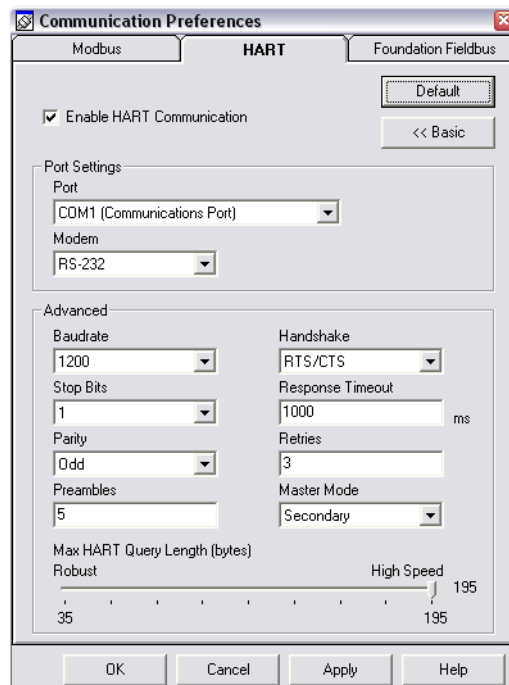 Communication Preferences
Modbus
HART
Foundation Fieldbus
Default
Enable HART Communication
<< Basic
Port Settings
Port
COM1 (Communications Port)
Modem
RS-232
Advanced
Baudrate
Handshake
1200
RTS/CTS
Stop Bits
Response Timeout
1
1000
ms
Parity
Retries
Odd
3
Preambles
Master Mode
5
Secondary
Max HART Query Length (bytes)
Robust
High Speed
195
35
195
OK
Cancel
Apply
Help